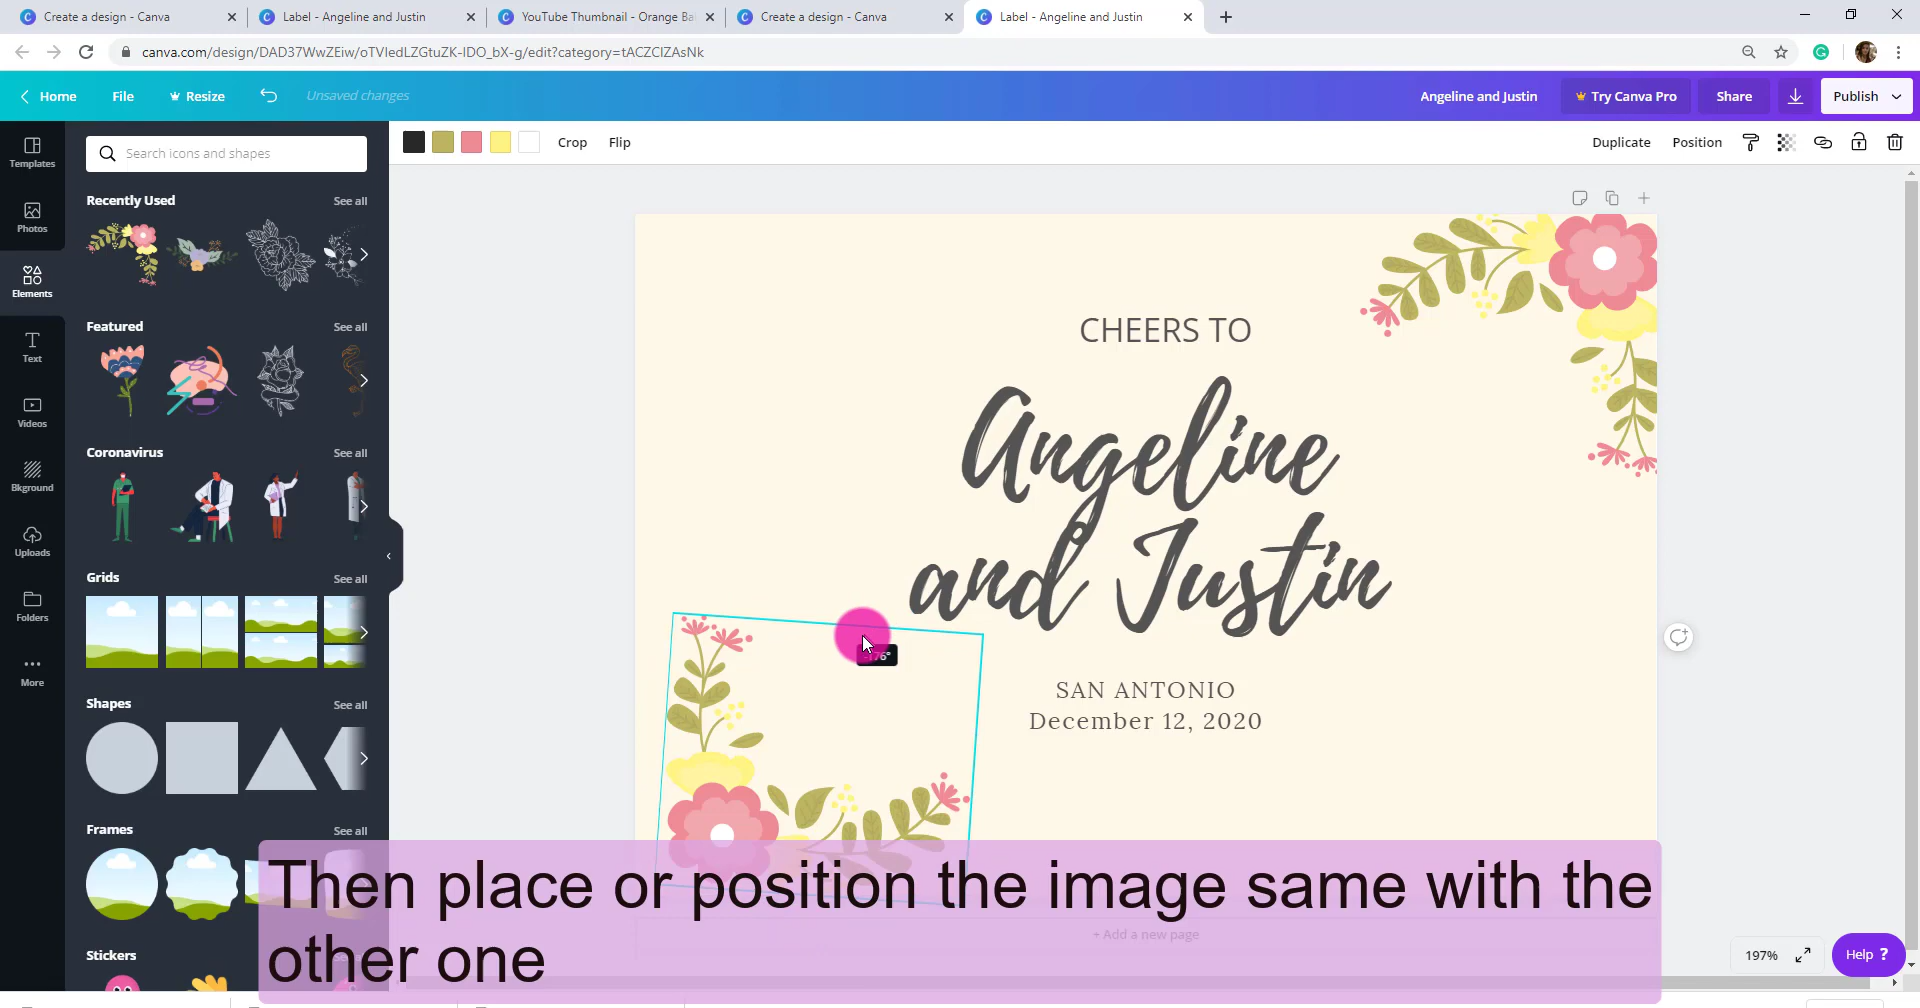 Create a design - Canva
Label - Angeline and Justin
YouTube Thumbnail - Orange Ba
Create a design - Canva
Label - Angeline and Justin
canva.com/design/DAD37WwZEiw/oTVIedLZGtuZK-IDO_bX-g/edit?category=tACZCIZAsNk
Home
File
Resize
Unsaved changes
Angeline and Justin
Try Canva Pro
Share
Publish
Templates
Photos
Elements
Text
Videos
Bkground
Uploads
Folders
More
Search icons and shapes
Crop
Flip
Duplicate
Position
Recently Used
See all
Featured
See all
Coronavirus
See all
Grids
See all
Shapes
See all
Frames
See all
Stickers
CHEERS TO
Angeline
and Justin
SAN ANTONIO
December 12, 2020
+ Add a new page
Then place or position the image same with the
other one
197%
Help ?